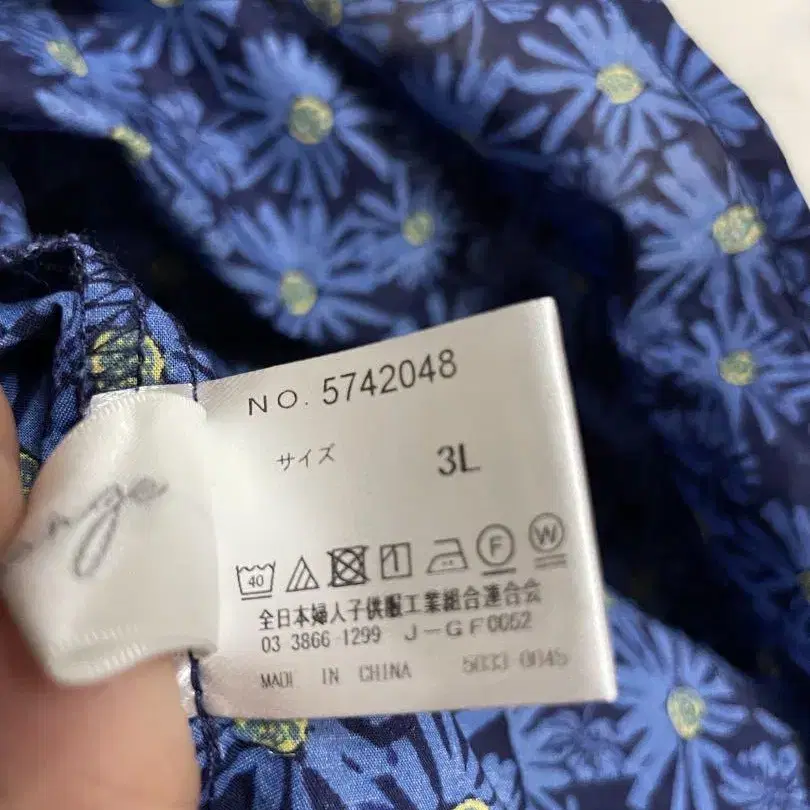 NO. 5742048
サイズ 3L
40 F W
全日本婦人子供服工業組合連合会
03 3866-1299 J-GF0052
MADE IN CHINA 5033 0045